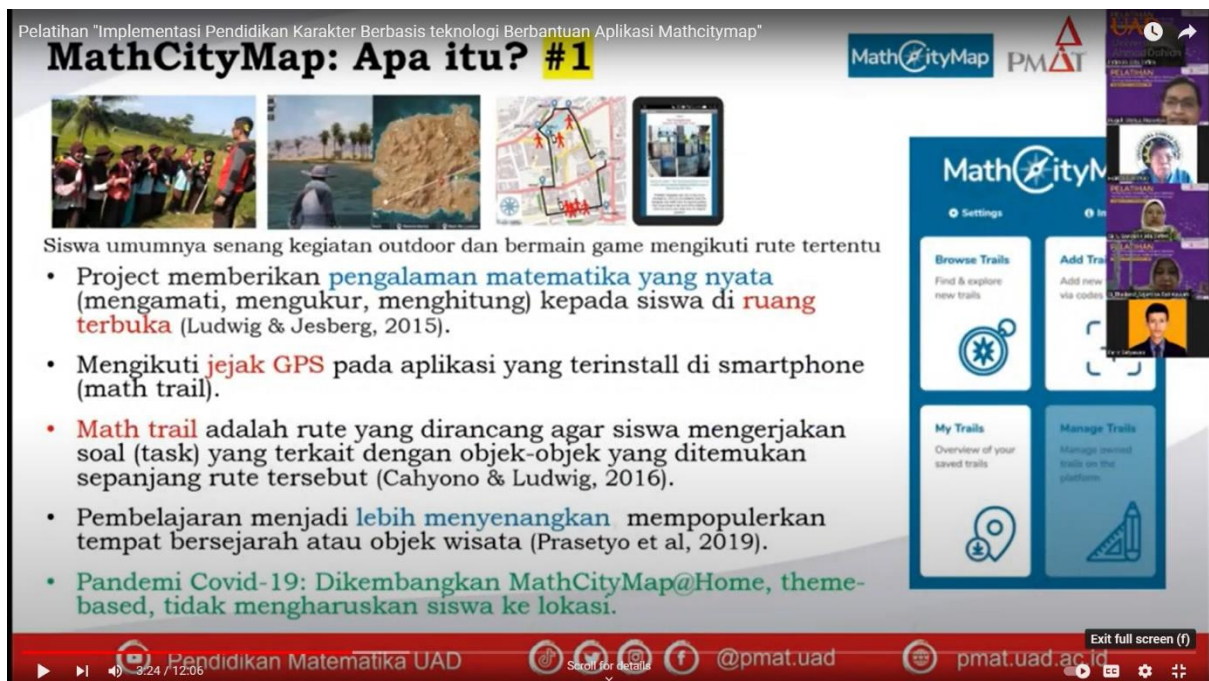 Pelatihan "Implementasi Pendidikan Karakter Berbasis teknologi Berbantuan Aplikasi Mathcitymap"
MathCityMap: Apa itu? #1
MathCityMap
PMAT
Siswa umumnya senang kegiatan outdoor dan bermain game mengikuti rute tertentu
• Project memberikan pengalaman matematika yang nyata
(mengamati, mengukur, menghitung) kepada siswa di ruang
terbuka (Ludwig & Jesberg, 2015).
• Mengikuti jejak GPS pada aplikasi yang terinstall di smartphone
(math trail).
• Math trail adalah rute yang dirancang agar siswa mengerjakan
soal (task) yang terkait dengan objek-objek yang ditemukan
sepanjang rute tersebut (Cahyono & Ludwig, 2016).
• Pembelajaran menjadi lebih menyenangkan mempopulerkan
tempat bersejarah atau objek wisata (Prasetyo et al, 2019).
• Pandemi Covid-19: Dikembangkan MathCityMap@Home, theme-
based, tidak mengharuskan siswa ke lokasi.
MathCityM
Settings
Browse Trails
Find & explore
new trails
Add Trai
Add new
via codes
My Trails
Overview of your
saved trails
Manage Trails
Manage owned
trails on the
platform
UAD
PELATIHAN
PELATIHAN
PELATIHAN
Exit full screen (f)
Pendidikan Matematika UAD
@pmat.uad
pmat.uad.ac.id
3:24 / 12:06
Scroll for details
CC